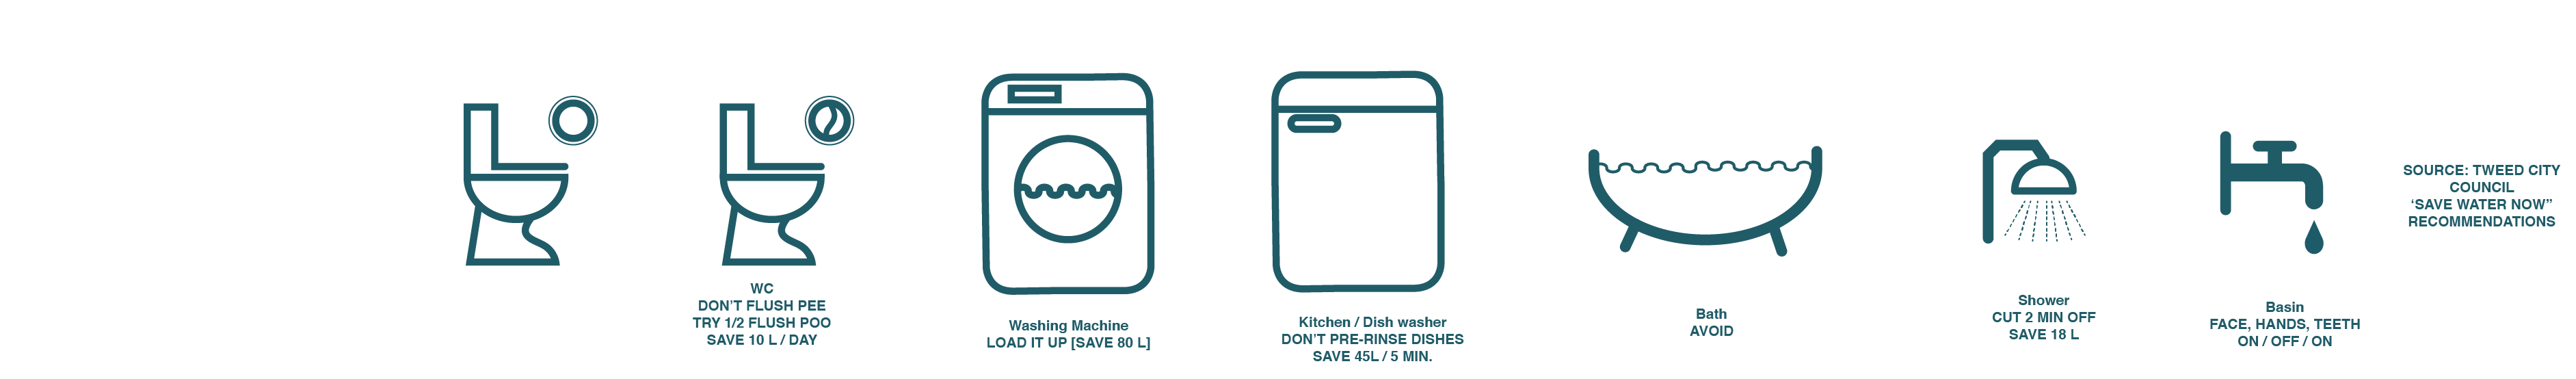 WC
DON'T FLUSH PEE
TRY 1/2 FLUSH POO
SAVE 10 L / DAY
Washing Machine
LOAD IT UP [SAVE 80 L]
Kitchen / Dish washer
DON'T PRE-RINSE DISHES
SAVE 45L / 5 MIN.
Bath
AVOID
Shower
CUT 2 MIN OFF
SAVE 18 L
Basin
FACE, HANDS, TEETH
ON / OFF / ON
SOURCE: TWEED CITY
COUNCIL
‘SAVE WATER NOW”
RECOMMENDATIONS